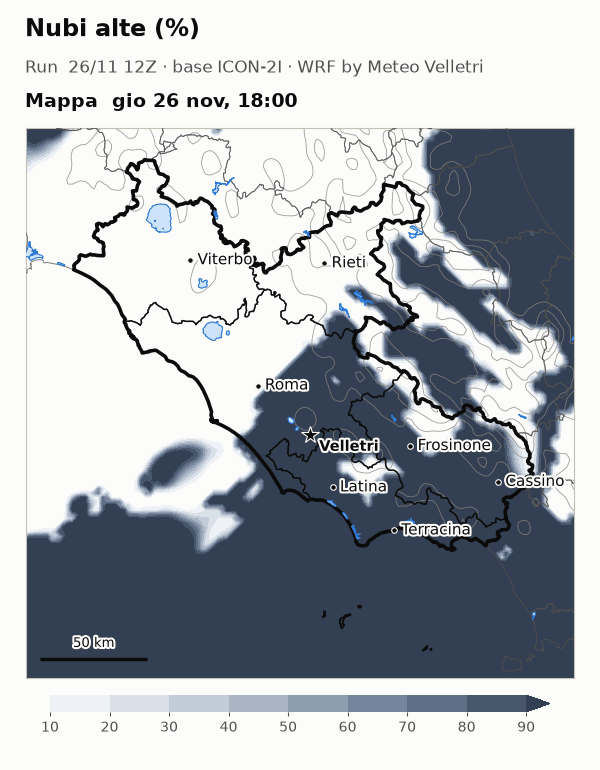 Nubi alte (%)
Run  26/11 12Z · base ICON-2I · WRF by Meteo Velletri
Mappa  gio 26 nov, 18:00
Viterbo
Rieti
Roma
Velletri
Frosinone
Latina
Cassino
Terracina
50 km
10 20 30 40 50 60 70 80 90